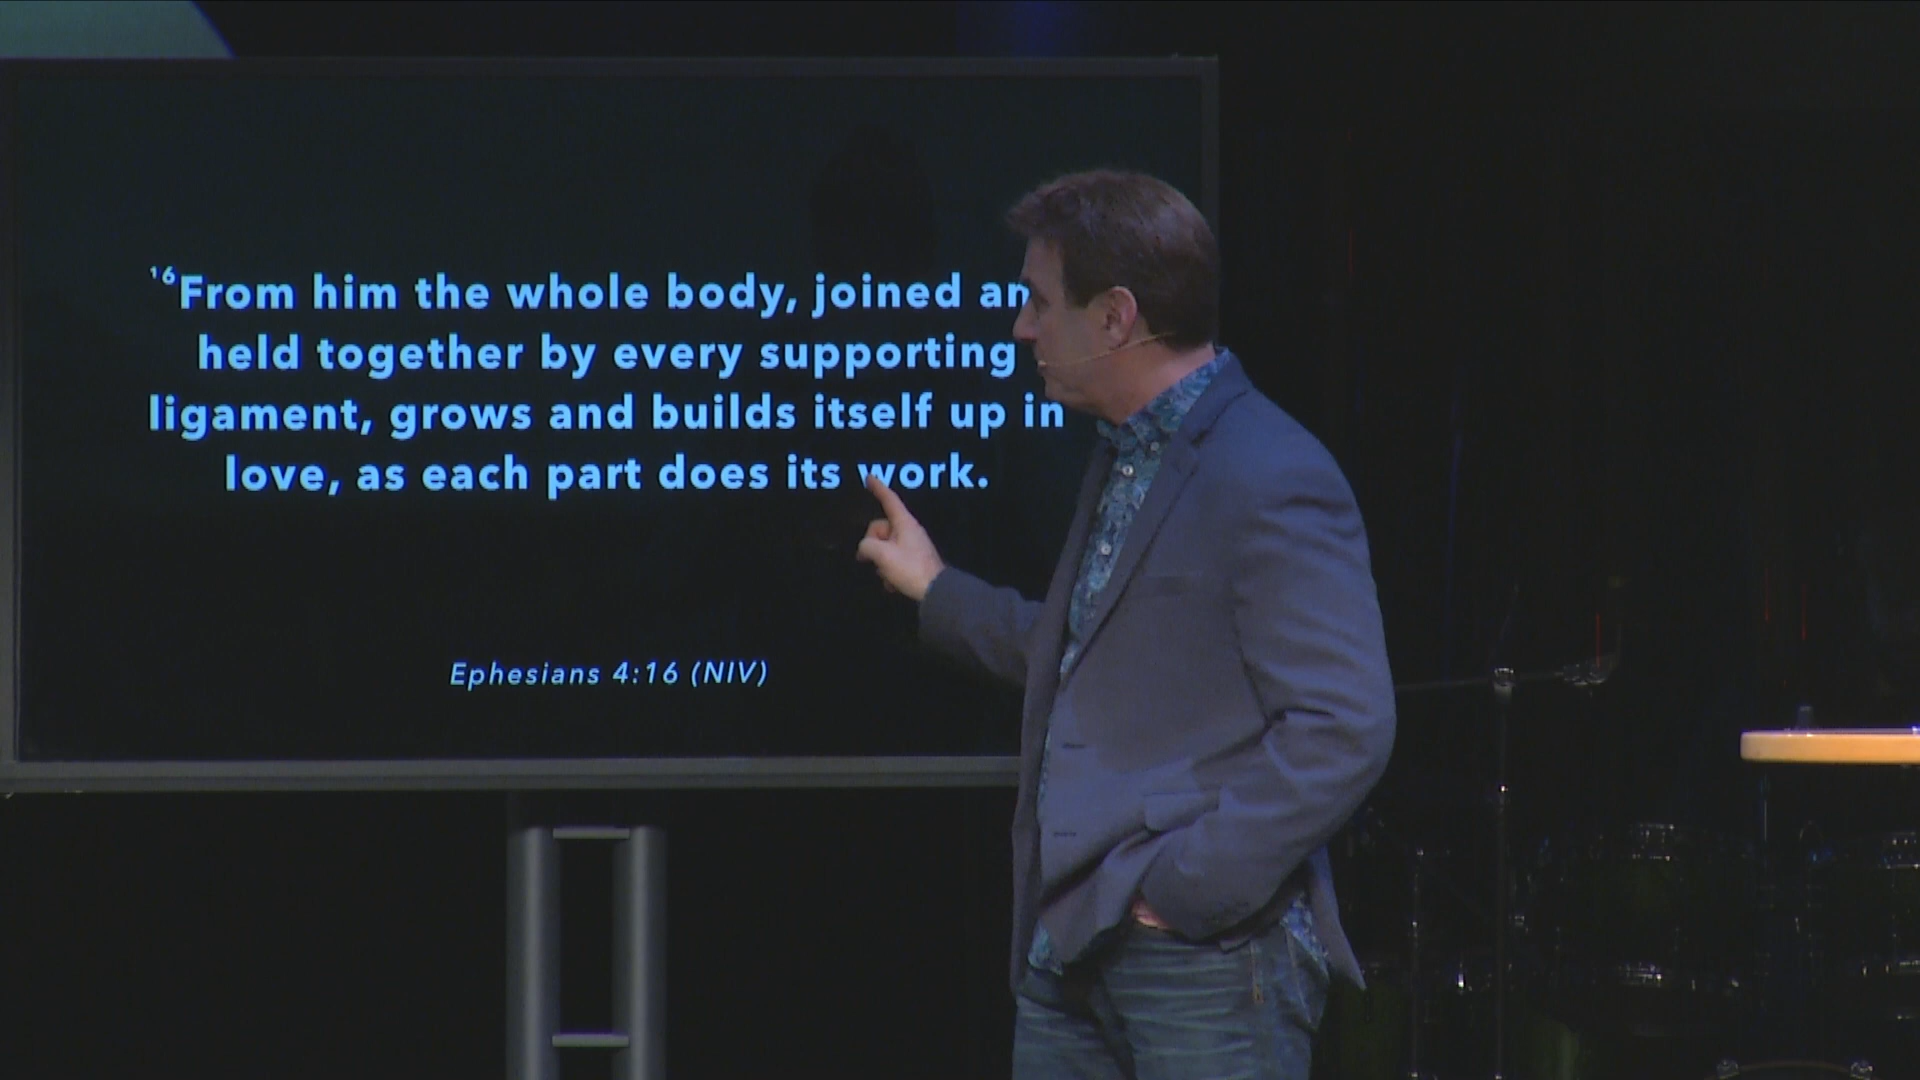 ¹⁶From him the whole body, joined an
held together by every supporting
ligament, grows and builds itself up in
love, as each part does its work.
Ephesians 4:16 (NIV)